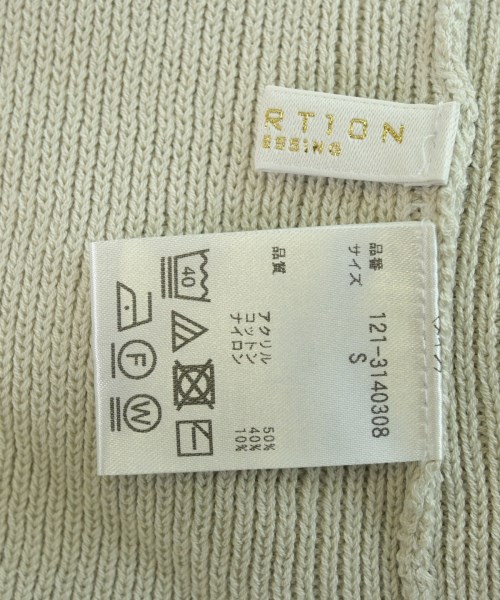 RTION
ESSING
品番
121-3140308
サイズ
S
品質
アクリル 50%
コットン 40%
ナイロン 10%
40
F
W